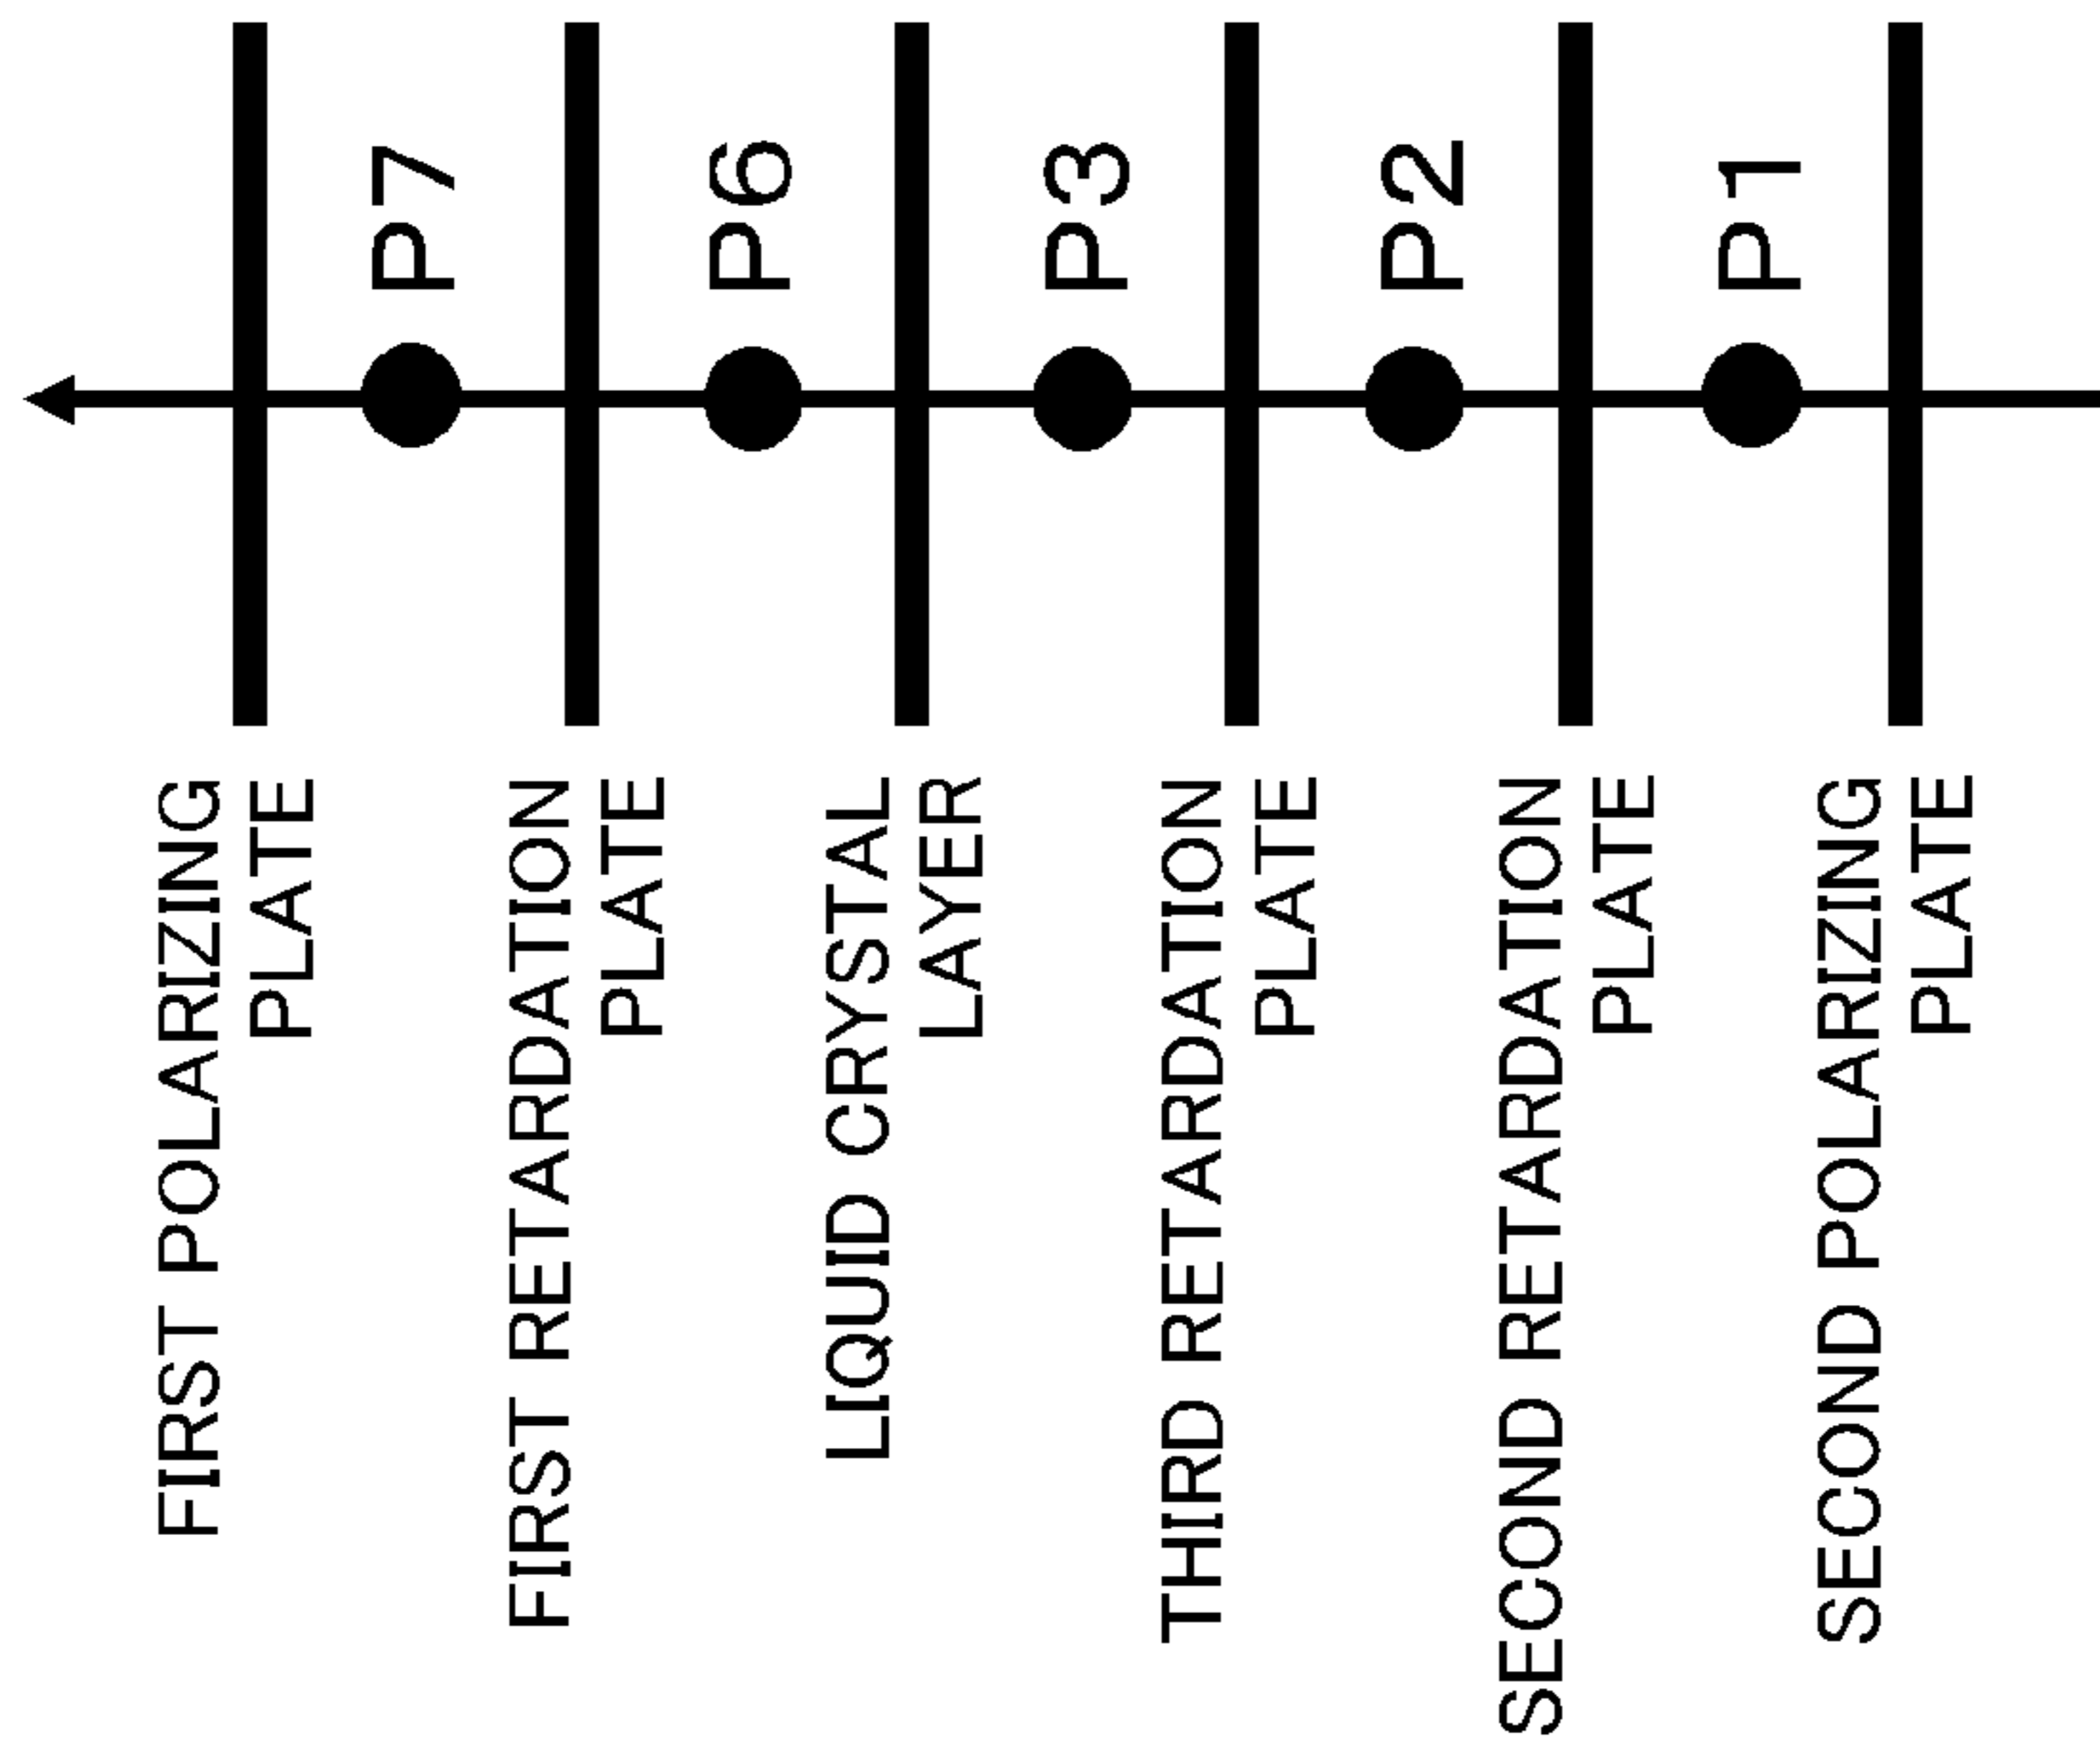 FIRST POLARIZING
PLATE
P7
FIRST RETARDATION
PLATE
P6
LIQUID CRYSTAL
LAYER
P3
THIRD RETARDATION
PLATE
P2
SECOND RETARDATION
PLATE
P1
SECOND POLARIZING
PLATE